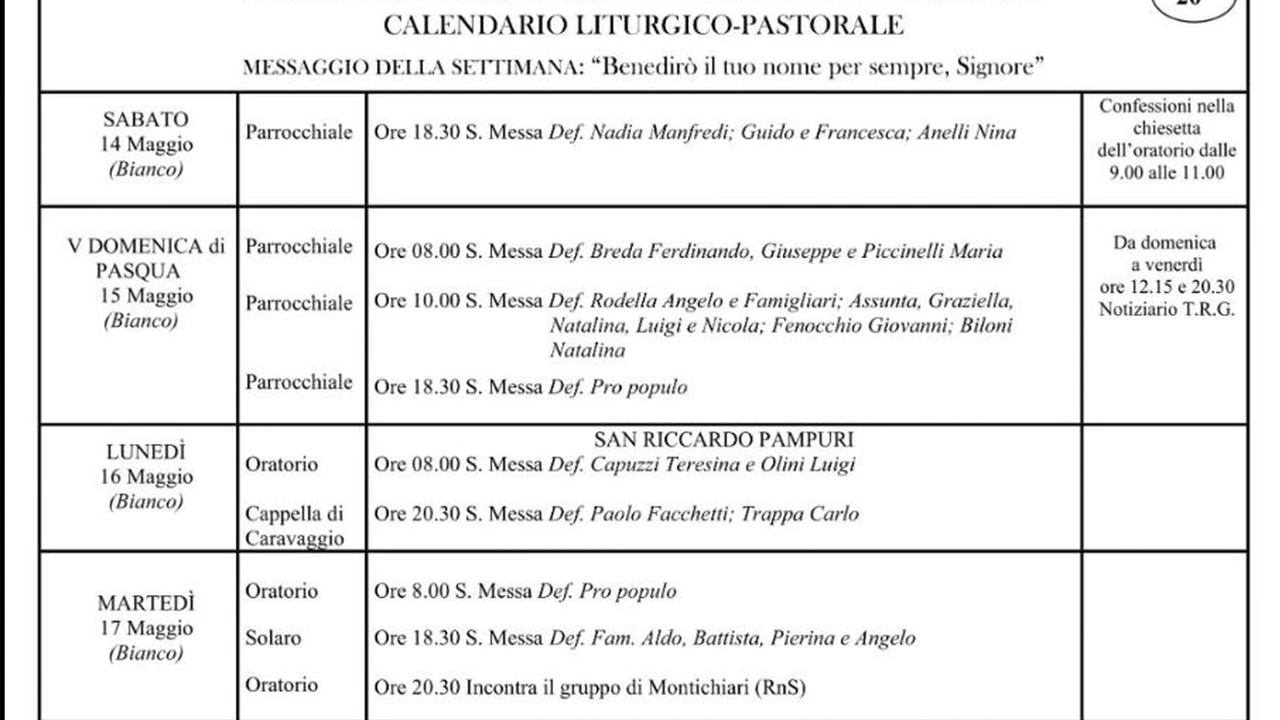 CALENDARIO LITURGICO-PASTORALE
MESSAGGIO DELLA SETTIMANA: “Benedirò il tuo nome per sempre, Signore”
SABATO
14 Maggio
(Bianco)
Parrocchiale
Ore 18.30 S. Messa Def. Nadia Manfredi; Guido e Francesca; Anelli Nina
Confessioni nella
chiesetta
dell’oratorio dalle
9.00 alle 11.00
V DOMENICA di
PASQUA
15 Maggio
(Bianco)
Parrocchiale
Ore 08.00 S. Messa Def. Breda Ferdinando, Giuseppe e Piccinelli Maria
Parrocchiale
Ore 10.00 S. Messa Def. Rodella Angelo e Famigliari; Assunta, Graziella,
Natalina, Luigi e Nicola; Fenocchio Giovanni; Biloni
Natalina
Parrocchiale
Ore 18.30 S. Messa Def. Pro populo
Da domenica
a venerdì
ore 12.15 e 20.30
Notiziario T.R.G.
LUNEDÌ
16 Maggio
(Bianco)
SAN RICCARDO PAMPURI
Oratorio
Ore 08.00 S. Messa Def. Capuzzi Teresina e Olini Luigi
Cappella di
Caravaggio
Ore 20.30 S. Messa Def. Paolo Facchetti; Trappa Carlo
MARTEDÌ
17 Maggio
(Bianco)
Oratorio
Ore 8.00 S. Messa Def. Pro populo
Solaro
Ore 18.30 S. Messa Def. Fam. Aldo, Battista, Pierina e Angelo
Oratorio
Ore 20.30 Incontra il gruppo di Montichiari (RnS)